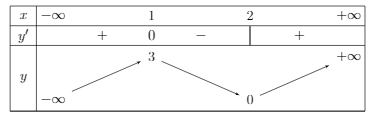 x −∞ 1 2 +∞
y′ + 0 − +
3 +∞
y
−∞ 0